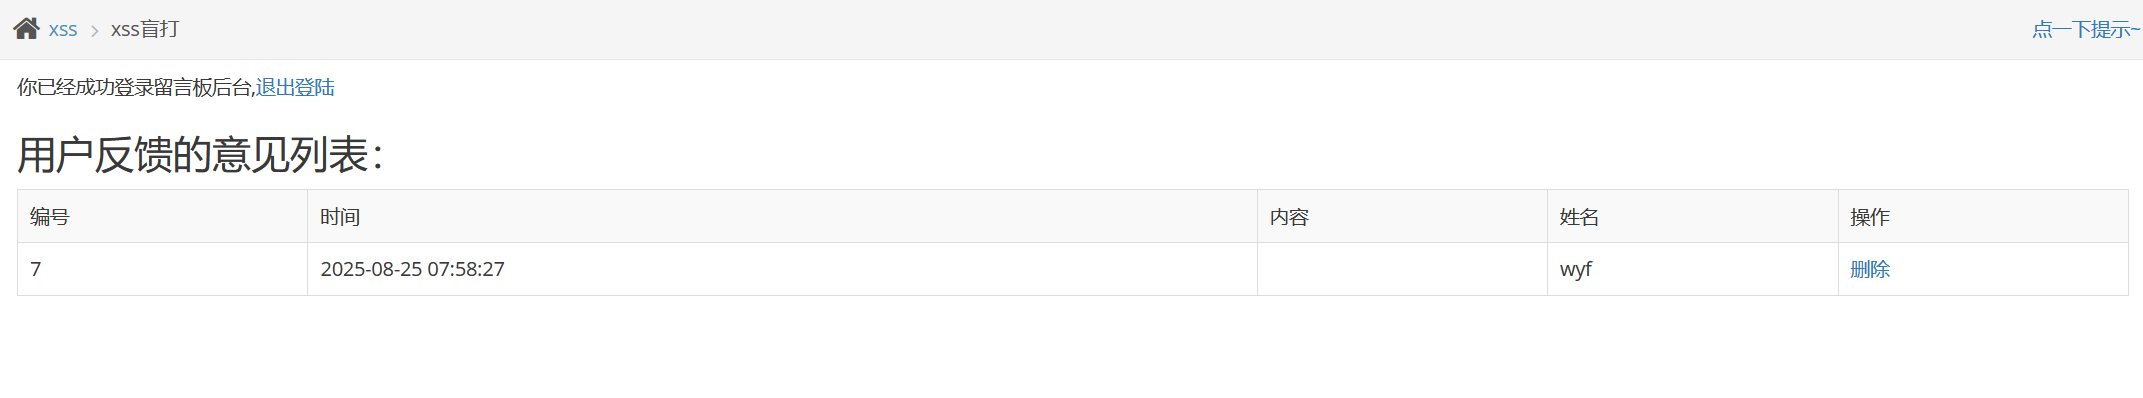 xss > xss盲打 点一下提示~
你已经成功登录留言板后台,退出登陆
用户反馈的意见列表：
编号 时间 内容 姓名 操作
7 2025-08-25 07:58:27 wyf 删除